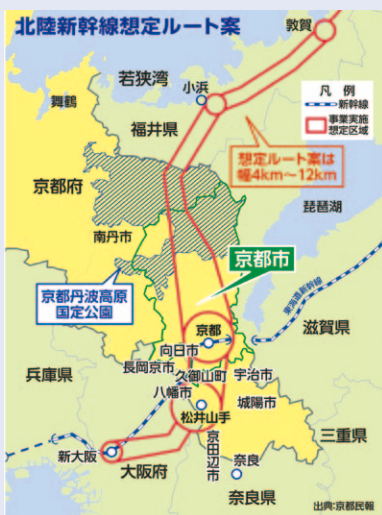 北陸新幹線想定ルート案
敦賀
若狭湾
小浜
舞鶴
凡 例
新幹線
事業実施
想定区域
福井県
想定ルート案は
幅4km〜12km
京都府
琵琶湖
南丹市
京都市
京都丹波高原
国定公園
東海道新幹線
滋賀県
京都
向日市
兵庫県
長岡京市
久御山町
宇治市
八幡市
城陽市
松井山手
三重県
京田辺市
新大阪
奈良
大阪府
奈良県
出典:京都民報